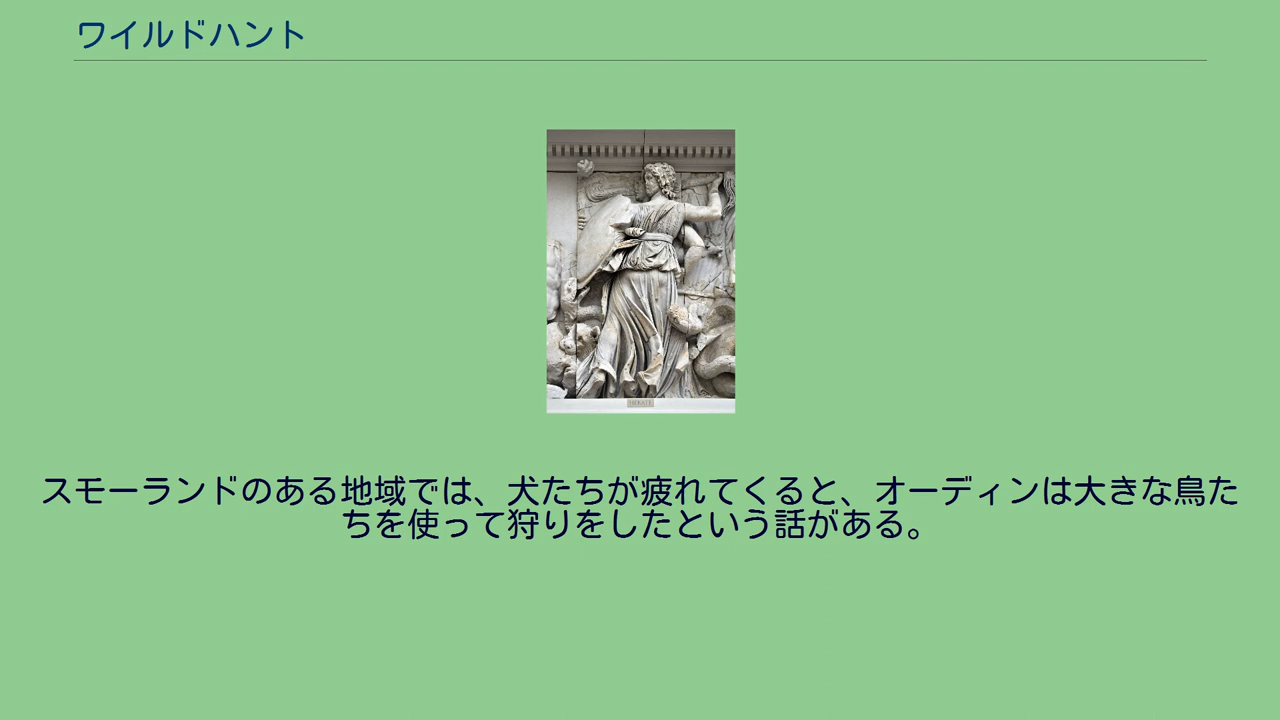 ワイルドハント
スモーランドのある地域では、犬たちが疲れてくると、オーディンは大きな鳥た
ちを使って狩りをしたという話がある。